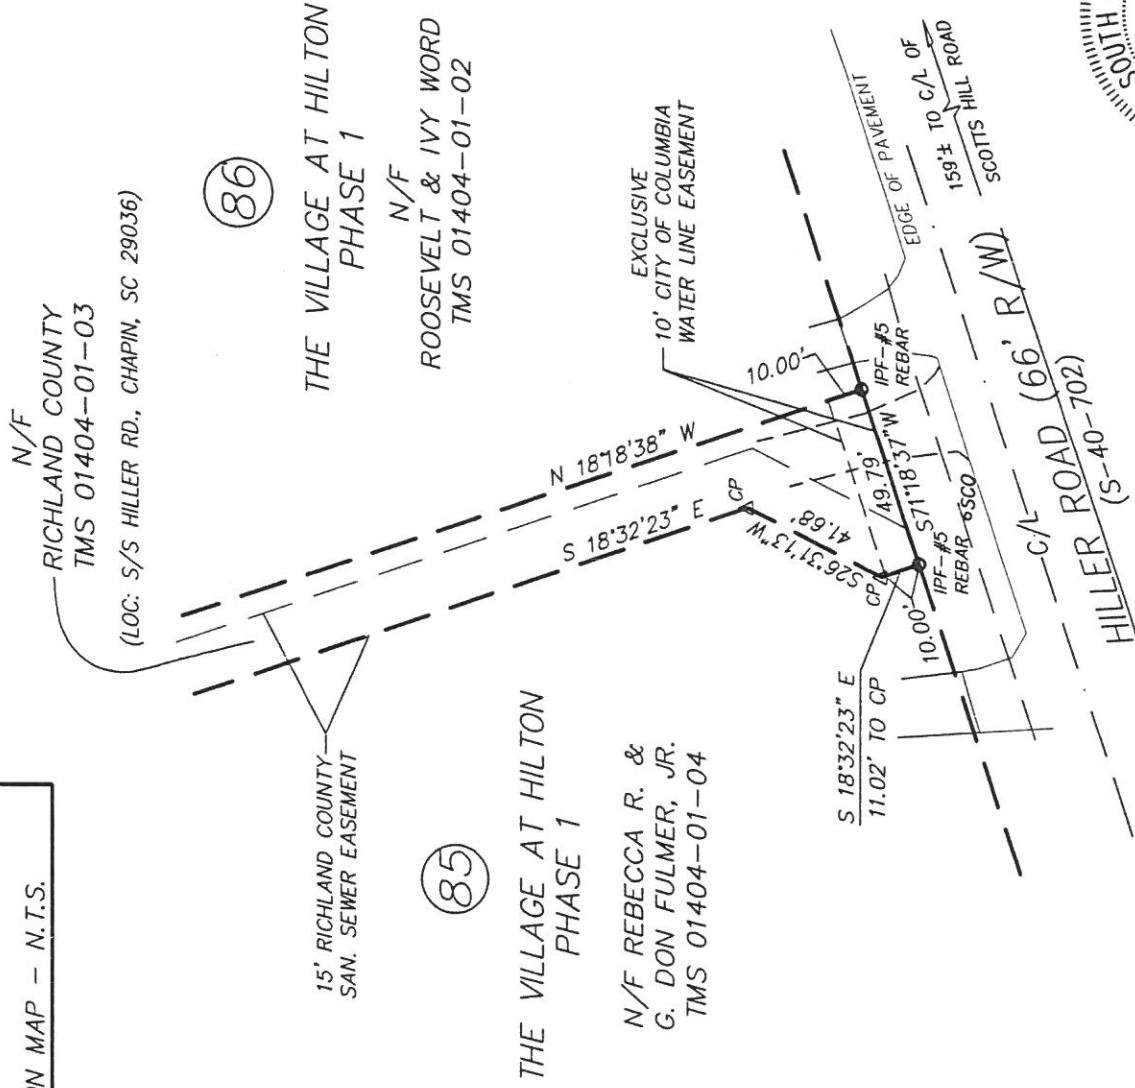 N/F
RICHLAND COUNTY
TMS 01404-01-03
(LOC: S/S HILLER RD., CHAPIN, SC 29036)
86
THE VILLAGE AT HILTON
PHASE 1
N/F
ROOSEVELT & IVY WORD
TMS 01404-01-02
EXCLUSIVE
10' CITY OF COLUMBIA
WATER LINE EASEMENT
N 18°18'38" W
S 18°32'23" E
10.00'
CP
S26°31'13"W
41.68'
CP
49.79'
S71°18'37"W
IPF-#5
REBAR
IPF-#5
REBAR
SCO
10.00'
EDGE OF PAVEMENT
159'± TO C/L OF
SCOTTS HILL ROAD
C/L
HILLER ROAD (66' R/W)
(S-40-702)
S 18°32'23" E
11.02' TO CP
15' RICHLAND COUNTY
SAN. SEWER EASEMENT
85
THE VILLAGE AT HILTON
PHASE 1
N/F REBECCA R. &
G. DON FULMER, JR.
TMS 01404-01-04
MAP - N.T.S.
SOUTH